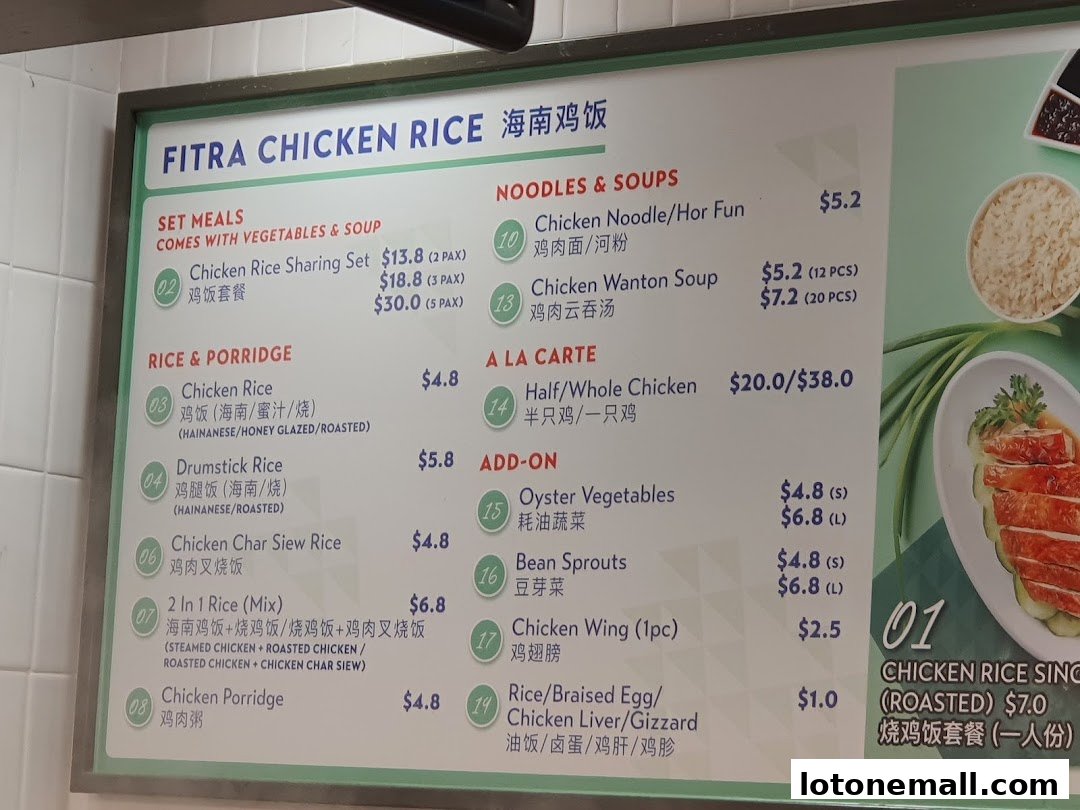 FITRA CHICKEN RICE 海南鸡饭
SET MEALS
COMES WITH VEGETABLES & SOUP
02 Chicken Rice Sharing Set $13.8 (2 PAX)
鸡饭套餐 $18.8 (3 PAX)
$30.0 (5 PAX)
RICE & PORRIDGE
03 Chicken Rice $4.8
鸡饭 (海南/蜜汁/烧)
(HAINANESE/HONEY GLAZED/ROASTED)
04 Drumstick Rice $5.8
鸡腿饭 (海南/烧)
(HAINANESE/ROASTED)
06 Chicken Char Siew Rice $4.8
鸡肉叉烧饭
07 2 In 1 Rice (Mix) $6.8
海南鸡饭+烧鸡饭/烧鸡饭+鸡肉叉烧饭
(STEAMED CHICKEN + ROASTED CHICKEN /
ROASTED CHICKEN + CHICKEN CHAR SIEW)
08 Chicken Porridge $4.8
鸡肉粥
NOODLES & SOUPS
10 Chicken Noodle/Hor Fun $5.2
鸡肉面/河粉
13 Chicken Wanton Soup $5.2 (12 PCS)
鸡肉云吞汤 $7.2 (20 PCS)
A LA CARTE
14 Half/Whole Chicken $20.0/$38.0
半只鸡/一只鸡
ADD-ON
15 Oyster Vegetables $4.8 (S)
耗油蔬菜 $6.8 (L)
16 Bean Sprouts $4.8 (S)
豆芽菜 $6.8 (L)
17 Chicken Wing (1pc) $2.5
鸡翅膀
19 Rice/Braised Egg/ $1.0
Chicken Liver/Gizzard
油饭/卤蛋/鸡肝/鸡胗
01
CHICKEN RICE SING
(ROASTED) $7.0
烧鸡饭套餐 (一人份)
lotonemall.com